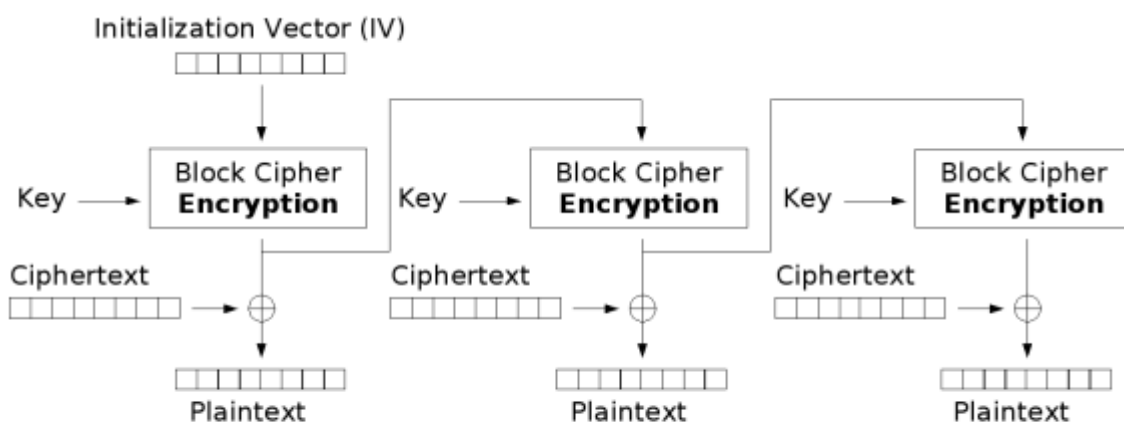 Initialization Vector (IV)
Key
Block Cipher
Encryption
Key
Block Cipher
Encryption
Key
Block Cipher
Encryption
Ciphertext
Ciphertext
Ciphertext
Plaintext
Plaintext
Plaintext